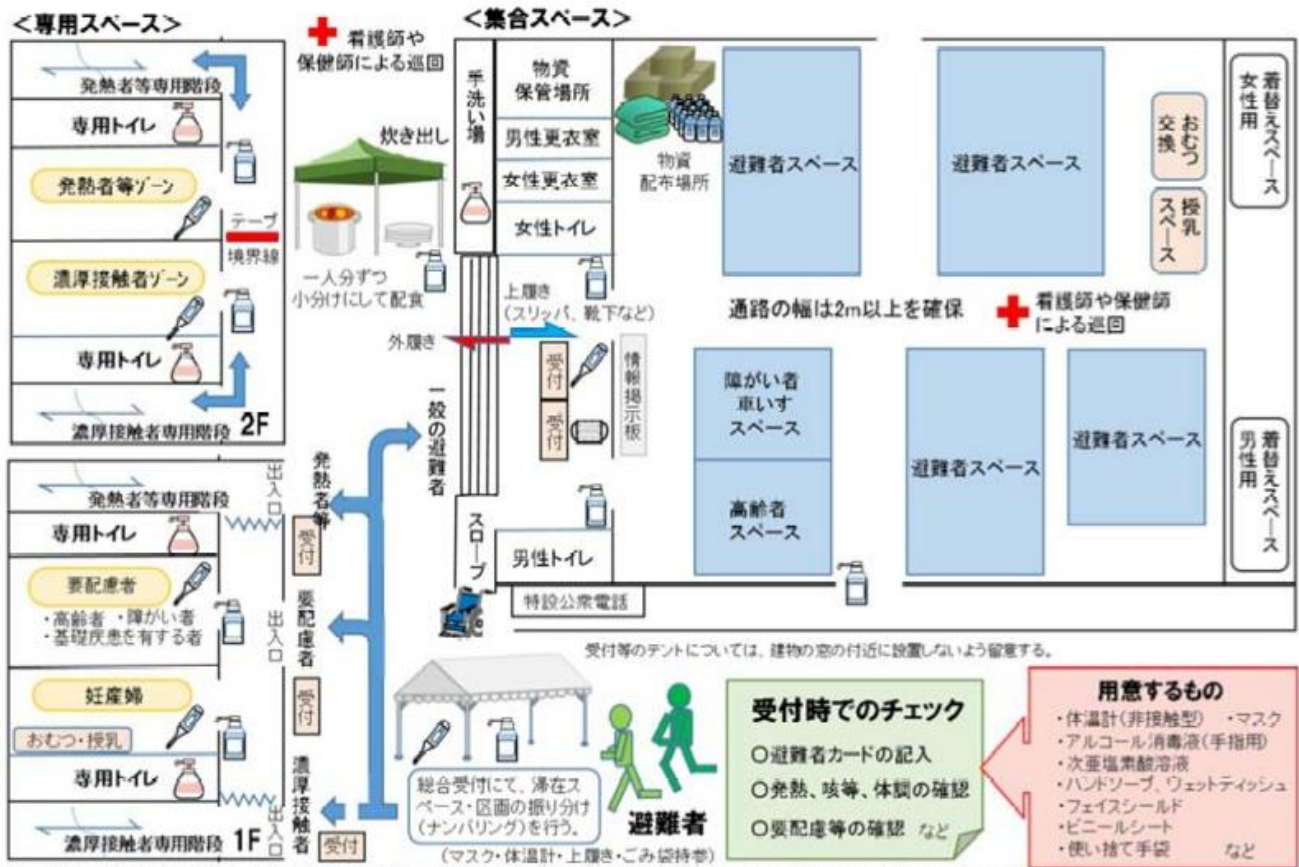 ＜専用スペース＞
発熱者等専用階段
専用トイレ
発熱者等ゾーン
テープ
境界線
濃厚接触者ゾーン
専用トイレ
濃厚接触者専用階段
2F
看護師や
保健師による巡回
炊き出し
一人分ずつ
小分けにして配食
＜集合スペース＞
手洗い場
物資
保管場所
男性更衣室
女性更衣室
女性トイレ
物資
配布場所
避難者スペース
避難者スペース
おむつ
交換
授乳
スペース
女性用
着替えスペース
上履き
(スリッパ、靴下など)
外履き
通路の幅は2m以上を確保
看護師や保健師
による巡回
受付
受付
情報掲示板
一般の避難者
障がい者
車いす
スペース
高齢者
スペース
避難者スペース
避難者スペース
男性用
着替えスペース
スロープ
男性トイレ
特設公衆電話
発熱者等専用階段
出入口
発熱者等
専用トイレ
受付
要配慮者
・高齢者 ・障がい者
・基礎疾患を有する者
出入口
要配慮者
妊産婦
受付
おむつ・授乳
専用トイレ
濃厚接触者専用階段
1F
出入口
濃厚接触者
受付
受付等のテントについては、建物の窓の付近に設置しないよう留意する。
総合受付にて、滞在ス
ペース・区画の振り分け
(ナンバリング)を行う。
避難者
(マスク・体温計・上履き・ごみ袋持参)
受付時でのチェック
○避難者カードの記入
○発熱、咳等、体調の確認
○要配慮等の確認 など
用意するもの
・体温計(非接触型) ・マスク
・アルコール消毒液(手指用)
・次亜塩素酸溶液
・ハンドソープ、ウェットティッシュ
・フェイスシールド
・ビニールシート
・使い捨て手袋 など